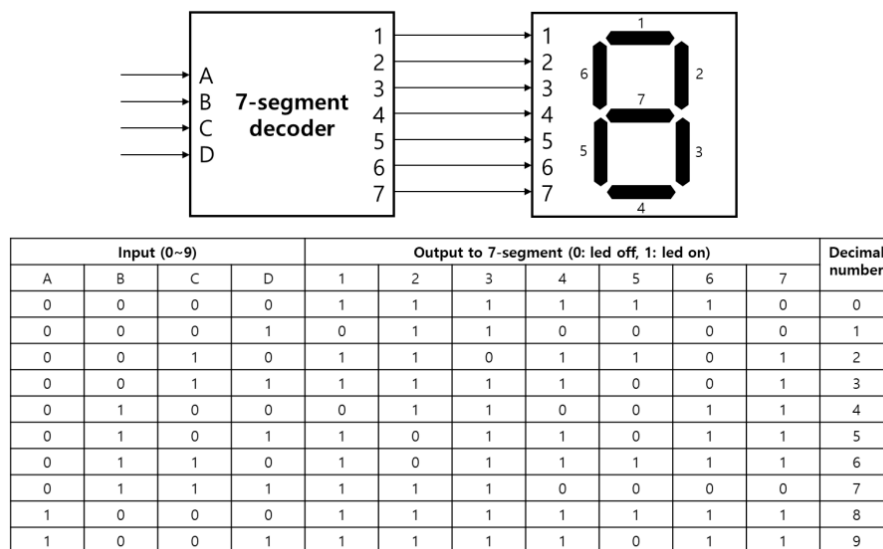 1
1 1
2 2
A 3 3 6 2
B 7-segment 4 4 7
C decoder 5 5 5 3
D 6 6
7 7 4
Input (0~9) Output to 7-segment (0: led off, 1: led on) Decimal number
A B C D 1 2 3 4 5 6 7
0 0 0 0 1 1 1 1 1 1 0 0
0 0 0 1 0 1 1 0 0 0 0 1
0 0 1 0 1 1 0 1 1 0 1 2
0 0 1 1 1 1 1 1 0 0 1 3
0 1 0 0 0 1 1 0 0 1 1 4
0 1 0 1 1 0 1 1 0 1 1 5
0 1 1 0 1 0 1 1 1 1 1 6
0 1 1 1 1 1 1 0 0 0 0 7
1 0 0 0 1 1 1 1 1 1 1 8
1 0 0 1 1 1 1 1 0 1 1 9